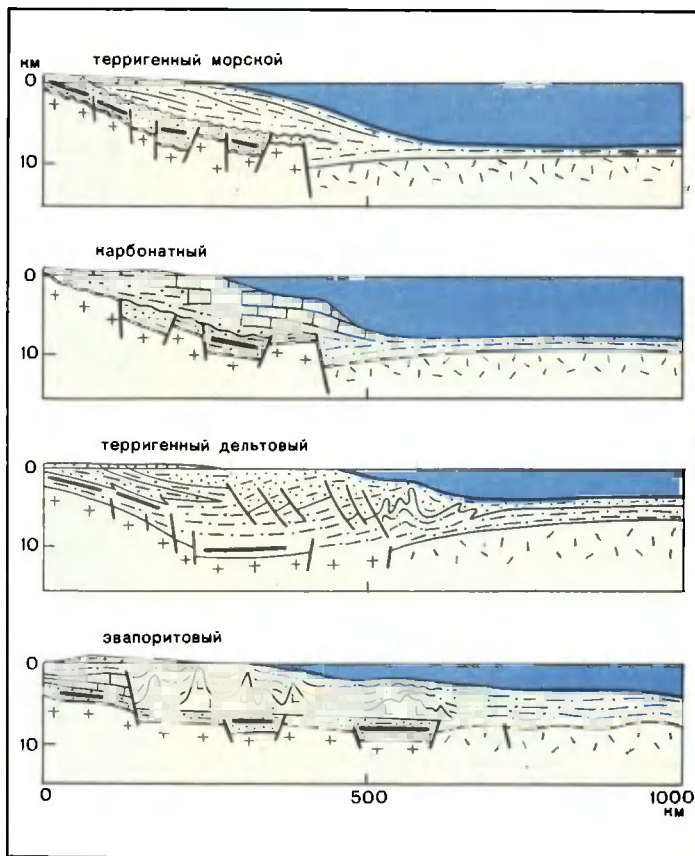 терригенный морской
км
0
10
карбонатный
0
10
терригенный дельтовый
0
10
эвапоритовый
0
10
0
500
1000
км